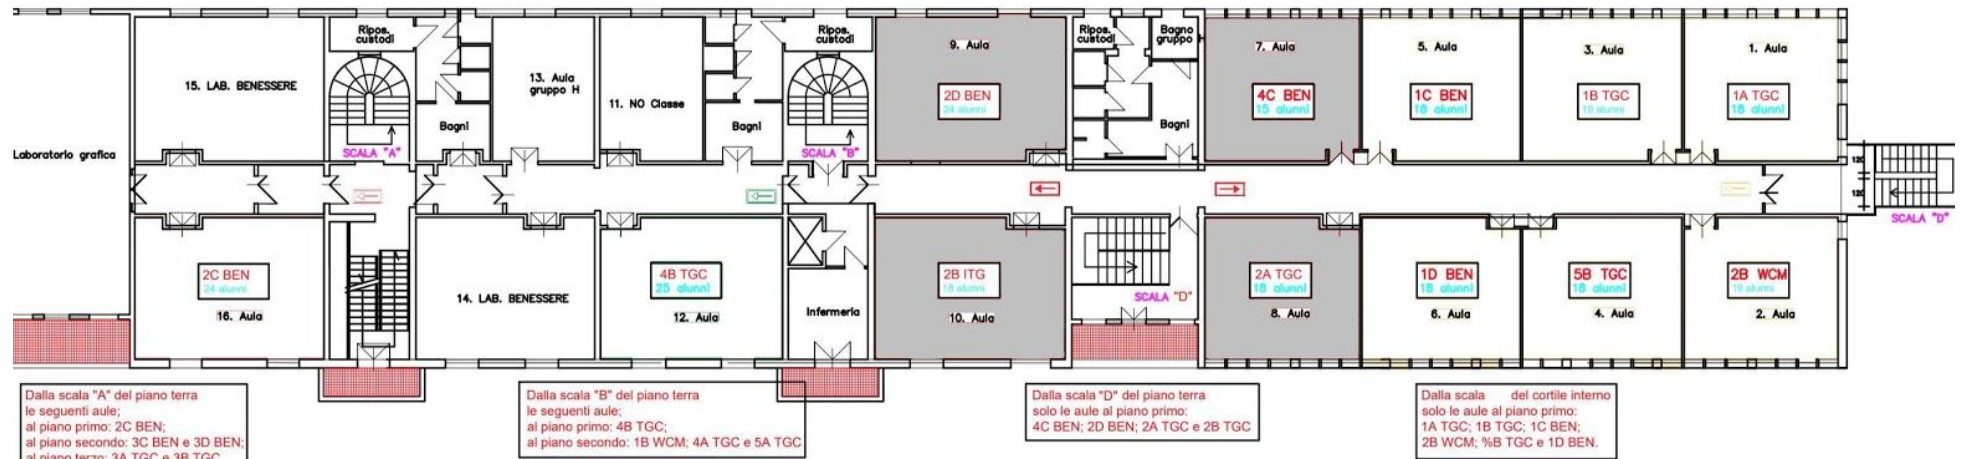 Ripos.
custodi
15. LAB. BENESSERE
13. Aula
gruppo H
11. NO Classe
Bagni
SCALA "A"
Ripos.
custodi
Bagni
SCALA "B"
9. Aula
2D BEN
24 alunni
Ripos.
custodi
Bagno
gruppo
Bagni
7. Aula
4C BEN
15 alunni
5. Aula
1C BEN
18 alunni
3. Aula
1B TGC
19 alunni
1. Aula
1A TGC
18 alunni
Laboratorio grafica
120
120
SCALA "D"
2C BEN
24 alunni
16. Aula
14. LAB. BENESSERE
4B TGC
25 alunni
12. Aula
Infermeria
2B ITG
18 alunni
10. Aula
SCALA "D"
2A TGC
18 alunni
8. Aula
1D BEN
18 alunni
6. Aula
5B TGC
18 alunni
4. Aula
2B WCM
19 alunni
2. Aula
Dalla scala "A" del piano terra
le seguenti aule;
al piano primo: 2C BEN;
al piano secondo: 3C BEN e 3D BEN;
al piano terzo: 3A TGC e 3B TGC
Dalla scala "B" del piano terra
le seguenti aule;
al piano primo: 4B TGC;
al piano secondo: 1B WCM; 4A TGC e 5A TGC
Dalla scala "D" del piano terra
solo le aule al piano primo:
4C BEN; 2D BEN; 2A TGC e 2B TGC
Dalla scala del cortile interno
solo le aule al piano primo:
1A TGC; 1B TGC; 1C BEN;
2B WCM; %B TGC e 1D BEN.